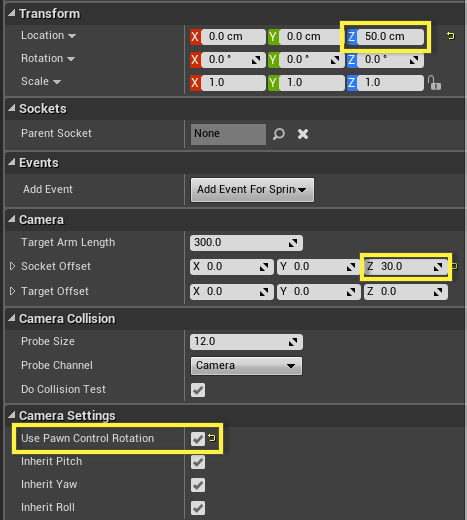 Transform
Location X 0.0 cm Y 0.0 cm Z 50.0 cm
Rotation X 0.0 ° Y 0.0 ° Z 0.0 °
Scale X 1.0 Y 1.0 Z 1.0
Sockets
Parent Socket None
Events
Add Event Add Event For Sprin
Camera
Target Arm Length 300.0
Socket Offset X 0.0 Y 0.0 Z 30.0
Target Offset X 0.0 Y 0.0 Z 0.0
Camera Collision
Probe Size 12.0
Probe Channel Camera
Do Collision Test
Camera Settings
Use Pawn Control Rotation
Inherit Pitch
Inherit Yaw
Inherit Roll